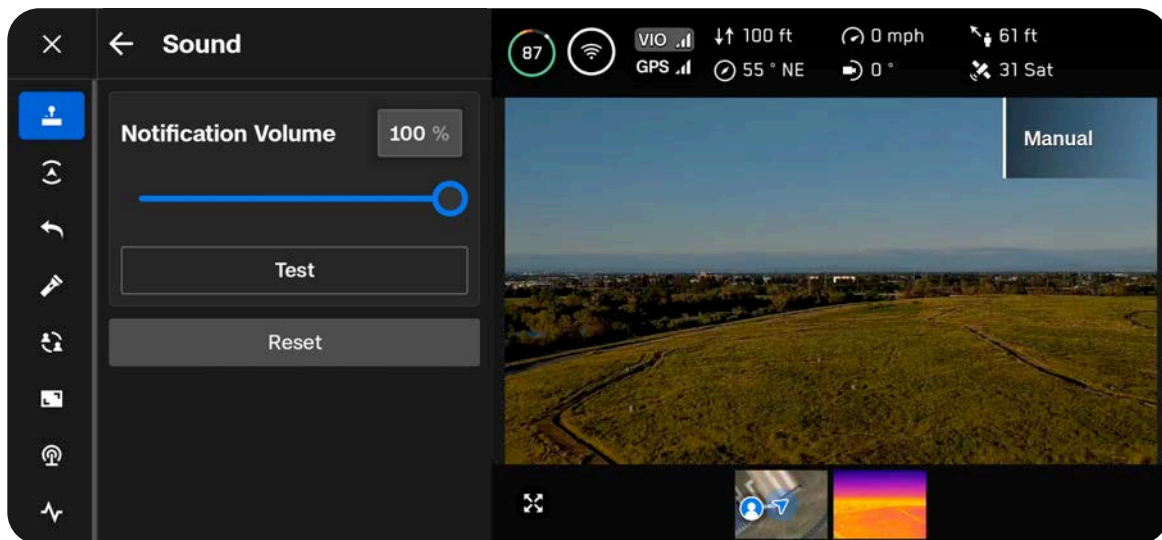 Sound
Notification Volume 100 %
Test
Reset
87 VIO 100 ft 0 mph 61 ft
GPS 55 ° NE 0 ° 31 Sat
Manual